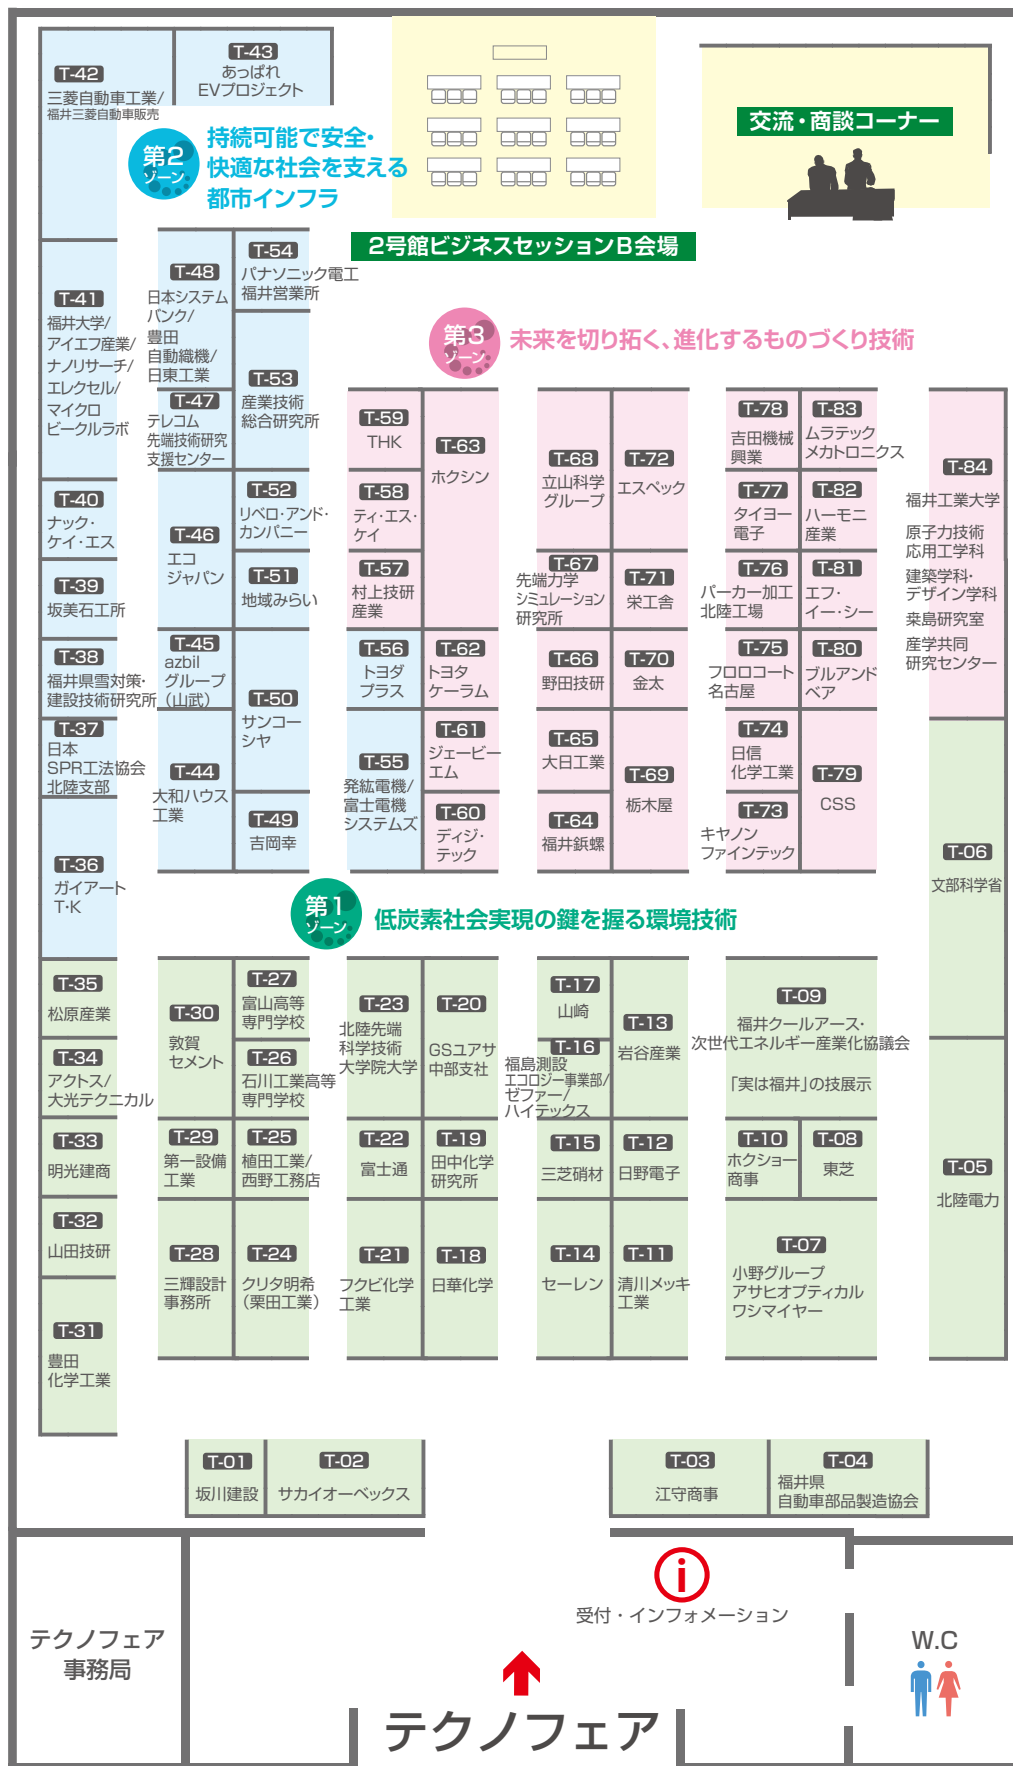 T-42
三菱自動車工業/
福井三菱自動車販売
T-43
あっぱれ
EVプロジェクト
交流・商談コーナー
第2
ゾーン
持続可能で安全・
快適な社会を支える
都市インフラ
2号館ビジネスセッションB会場
T-41
福井大学/
アイエフ産業/
ナノリサーチ/
エレクセル/
マイクロ
ビークルラボ
T-48
日本システム
バンク/
豊田
自動織機/
日東工業
T-54
パナソニック電工
福井営業所
T-53
産業技術
総合研究所
T-47
テレコム
先端技術研究
支援センター
第3
ゾーン
未来を切り拓く、進化するものづくり技術
T-59
THK
T-63
ホクシン
T-58
ティ・エス・
ケイ
T-57
村上技研
産業
T-68
立山科学
グループ
T-72
エスペック
T-67
先端力学
シミュレーション
研究所
T-71
栄工舎
T-78
吉田機械
興業
T-83
ムラテック
メカトロニクス
T-77
タイヨー
電子
T-82
ハーモニ
産業
T-76
パーカー加工
北陸工場
T-81
エフ・
イー・シー
T-84
福井工業大学
原子力技術
応用工学科
建築学科・
デザイン学科
桒島研究室
産学共同
研究センター
T-40
ナック・
ケイ・エス
T-39
坂美石工所
T-38
福井県雪対策・
建設技術研究所
T-37
日本
SPR工法協会
北陸支部
T-36
ガイアート
T・K
T-46
エコ
ジャパン
T-52
リベロ・アンド・
カンパニー
T-51
地域みらい
T-45
azbil
グループ
(山武)
T-50
サンコー
シヤ
T-44
大和ハウス
工業
T-49
吉岡幸
T-56
トヨダ
プラス
T-62
トヨタ
ケーラム
T-55
発紘電機/
富士電機
システムズ
T-61
ジェービー
エム
T-60
ディジ・
テック
T-66
野田技研
T-70
金太
T-65
大日工業
T-69
栃木屋
T-64
福井鋲螺
T-75
フロロコート
名古屋
T-80
ブルアンド
ベア
T-74
日信
化学工業
T-79
CSS
T-73
キヤノン
ファインテック
T-06
文部科学省
第1
ゾーン
低炭素社会実現の鍵を握る環境技術
T-35
松原産業
T-34
アクトス/
大光テクニカル
T-33
明光建商
T-32
山田技研
T-31
豊田
化学工業
T-30
敦賀
セメント
T-27
富山高等
専門学校
T-26
石川工業高等
専門学校
T-29
第一設備
工業
T-25
植田工業/
西野工務店
T-28
三輝設計
事務所
T-24
クリタ明希
(栗田工業)
T-23
北陸先端
科学技術
大学院大学
T-20
GSユアサ
中部支社
T-22
富士通
T-19
田中化学
研究所
T-21
フクビ化学
工業
T-18
日華化学
T-17
山崎
T-16
福島測設
エコロジー事業部/
ゼファー/
ハイテックス
T-13
岩谷産業
T-15
三芝硝材
T-12
日野電子
T-14
セーレン
T-11
清川メッキ
工業
T-09
福井クールアース・
次世代エネルギー産業化協議会
「実は福井」の技展示
T-10
ホクショー
商事
T-08
東芝
T-07
小野グループ
アサヒオプティカル
ワシマイヤー
T-05
北陸電力
T-01
坂川建設
T-02
サカイオーベックス
T-03
江守商事
T-04
福井県
自動車部品製造協会
i
受付・インフォメーション
テクノフェア
事務局
W.C
テクノフェア